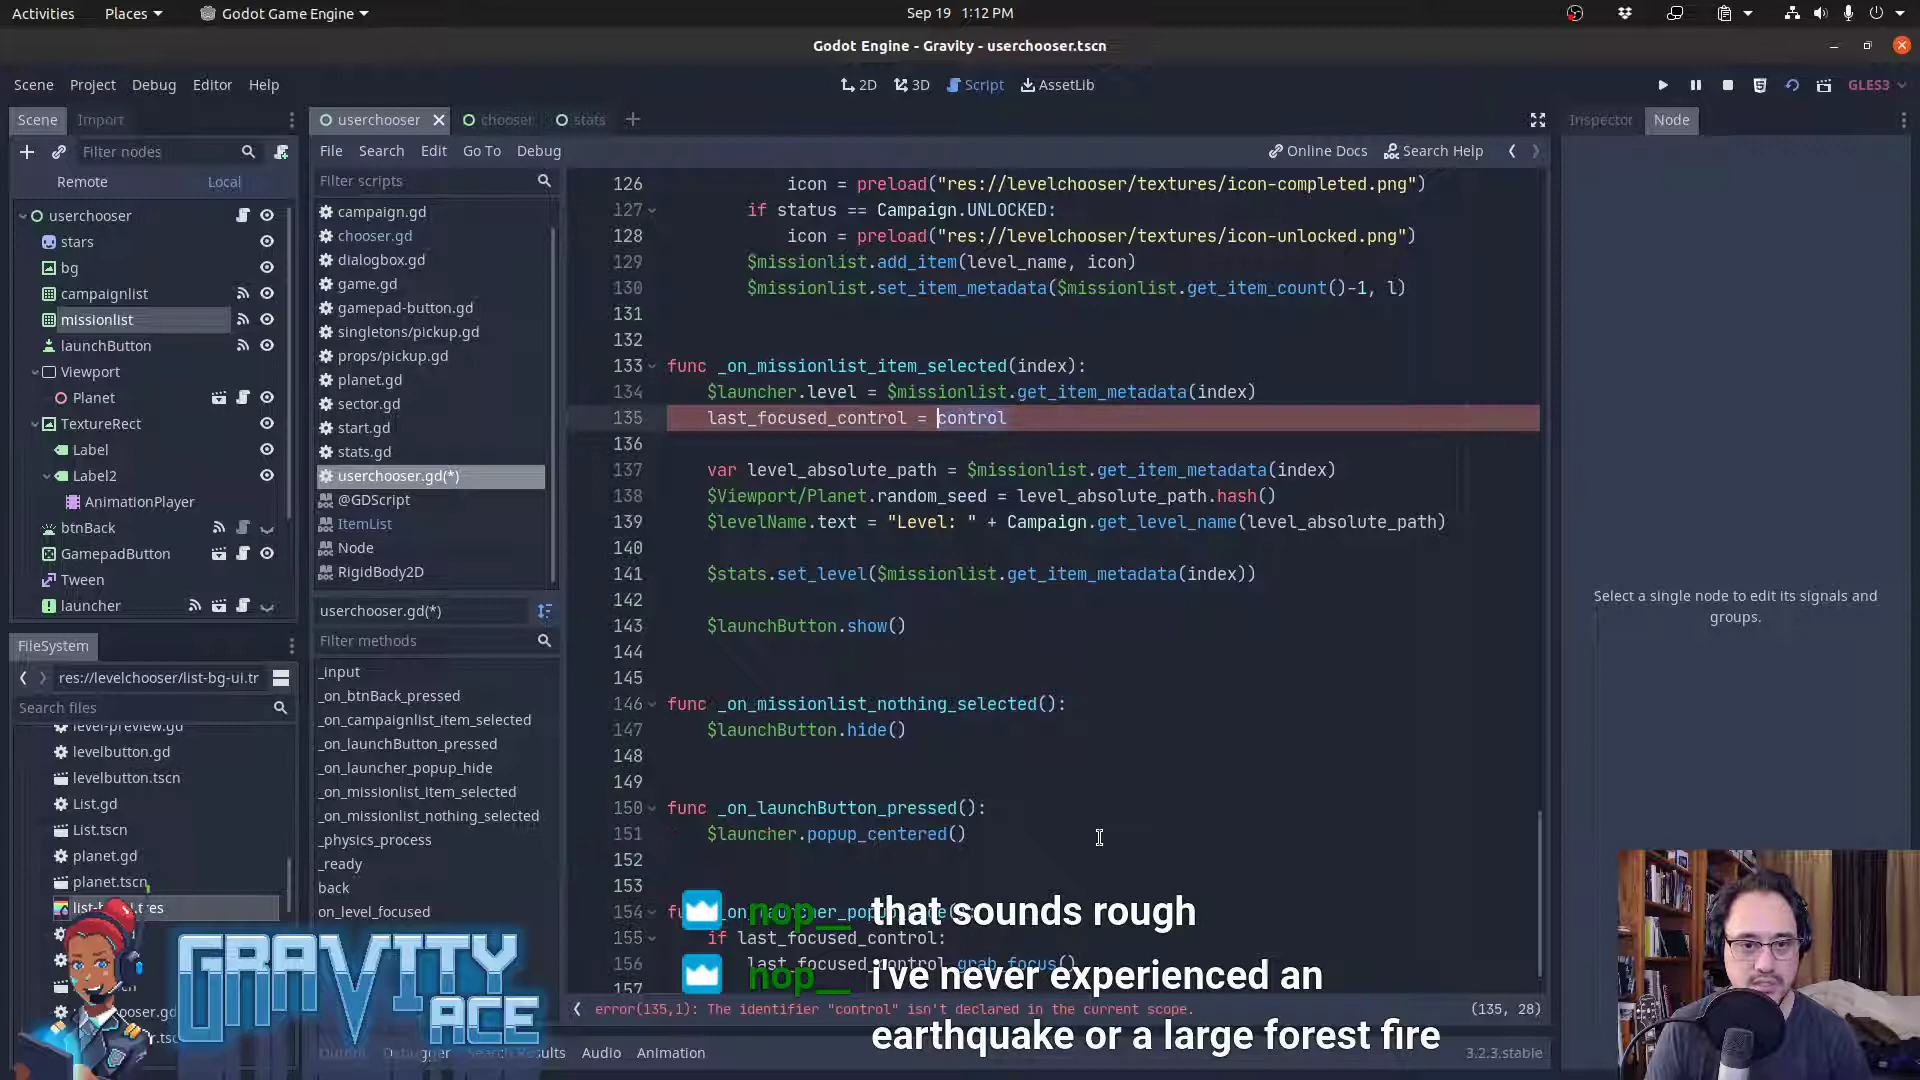 Activities Places Godot Game Engine Sep 19 1:12 PM
Godot Engine - Gravity - userchooser.tscn
Scene Project Debug Editor Help 2D 3D Script AssetLib GLES3
Scene Import userchooser chooser stats Inspector Node
Filter nodes File Search Edit Go To Debug Online Docs Search Help
Remote Local
userchooser
stars
bg
campaignlist
missionlist
launchButton
Viewport
Planet
TextureRect
Label
Label2
AnimationPlayer
btnBack
GamepadButton
Tween
launcher
FileSystem
res://levelchooser/list-bg-ui.tr
Search files
level-preview.gd
levelbutton.gd
levelbutton.tscn
List.gd
List.tscn
planet.gd
planet.tscn
Filter scripts
campaign.gd
chooser.gd
dialogbox.gd
game.gd
gamepad-button.gd
singletons/pickup.gd
props/pickup.gd
planet.gd
sector.gd
start.gd
stats.gd
userchooser.gd(*)
@GDScript
ItemList
Node
RigidBody2D
userchooser.gd(*)
Filter methods
_input
_on_btnBack_pressed
_on_campaignlist_item_selected
_on_launchButton_pressed
_on_launcher_popup_hide
_on_missionlist_item_selected
_on_missionlist_nothing_selected
_physics_process
_ready
back
on_level_focused
126 icon = preload("res://levelchooser/textures/icon-completed.png")
127 if status == Campaign.UNLOCKED:
128 icon = preload("res://levelchooser/textures/icon-unlocked.png")
129 $missionlist.add_item(level_name, icon)
130 $missionlist.set_item_metadata($missionlist.get_item_count()-1, l)
131
132
133 func _on_missionlist_item_selected(index):
134 $launcher.level = $missionlist.get_item_metadata(index)
135 last_focused_control = control
136
137 var level_absolute_path = $missionlist.get_item_metadata(index)
138 $Viewport/Planet.random_seed = level_absolute_path.hash()
139 $levelName.text = "Level: " + Campaign.get_level_name(level_absolute_path)
140
141 $stats.set_level($missionlist.get_item_metadata(index))
142
143 $launchButton.show()
144
145
146 func _on_missionlist_nothing_selected():
147 $launchButton.hide()
148
149
150 func _on_launchButton_pressed():
151 $launcher.popup_centered()
152
153
154
155 if last_focused_control:
156
157
nop__ that sounds rough
nop__ i've never experienced an
earthquake or a large forest fire
error(135,1): The identifier "control" isn't declared in the current scope. (135, 28)
Audio Animation 3.2.3.stable
Select a single node to edit its signals and
groups.
GRAVITY
ACE